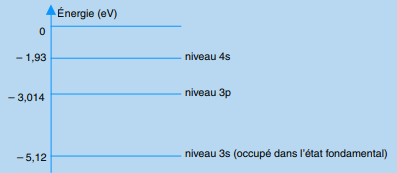 Énergie (eV)
0
– 1,93 niveau 4s
– 3,014 niveau 3p
– 5,12 niveau 3s (occupé dans l'état fondamental)